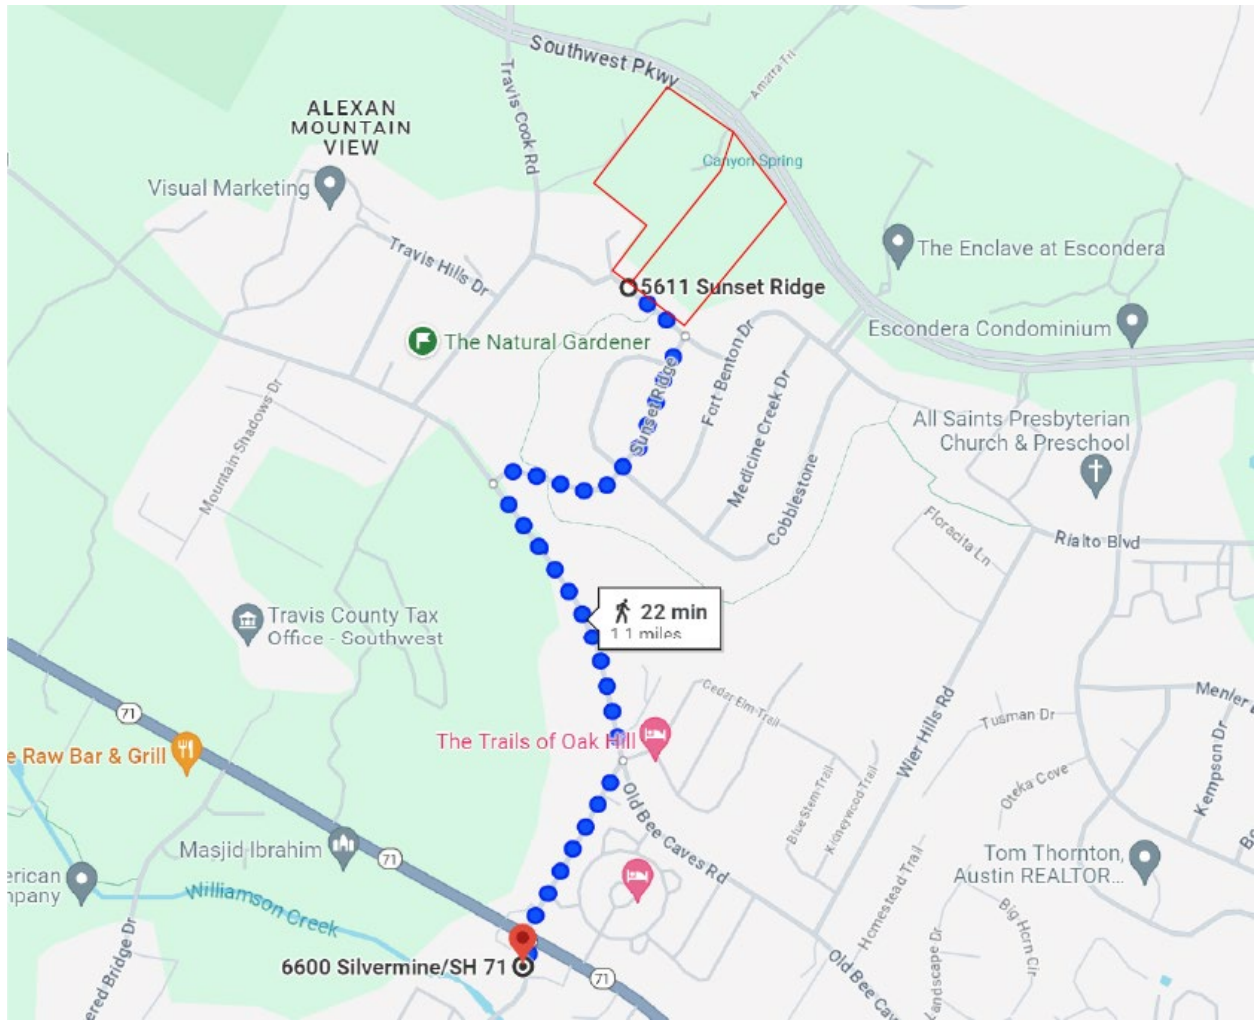 Southwest Pkwy
Amarra Trl
Travis Cook Rd
ALEXAN
MOUNTAIN
VIEW
Canyon Spring
Visual Marketing
The Enclave at Escondera
Travis Hills Dr
5611 Sunset Ridge
Escondera Condominium
The Natural Gardener
Fort Benton Dr
Sunset Ridge
Medicine Creek Dr
Mountain Shadows Dr
All Saints Presbyterian
Church & Preschool
Cobblestone
Floracita Ln
Rialto Blvd
22 min
1.1 miles
Travis County Tax
Office - Southwest
Cedar Elm Trail
Menler
71
Tusman Dr
Wier Hills Rd
Kempson Dr
The Trails of Oak Hill
e Raw Bar & Grill
Oteka Cove
Blue Stem Trail
Kidneywood Trail
Old Bee Caves Rd
Masjid Ibrahim
71
Tom Thornton,
Austin REALTOR...
erican
mpany
Williamson Creek
Homestead Trail
Big Horn Cir
Landscape Dr
6600 Silvermine/SH 71
71
Old Bee Cav
ered Bridge Dr